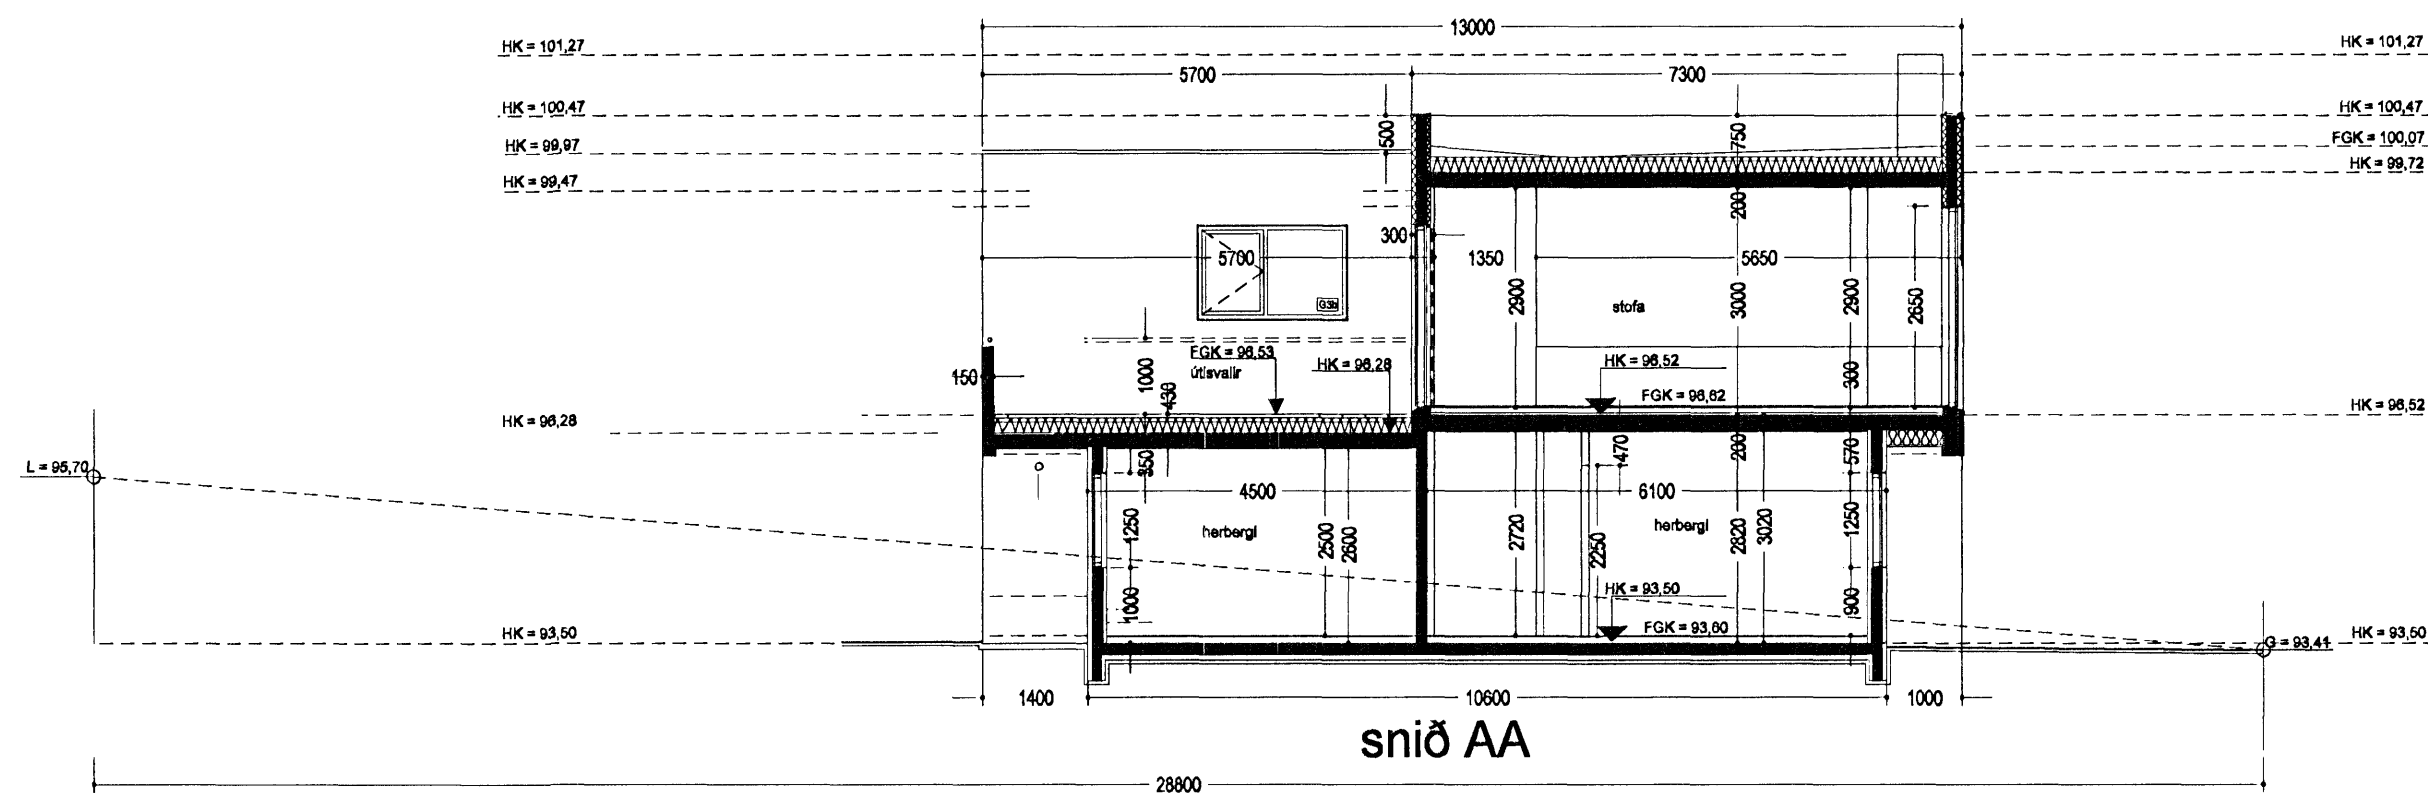 13000
HK = 101,27
HK = 101,27
5700
7300
HK = 100,47
HK = 100,47
500
750
FGK = 100,07
HK = 99,97
HK = 99,72
HK = 99,47
200
300
5700
1350
5650
G3b
2900
3000
2900
2650
stofa
FGK = 96,53
útisvalir
HK = 96,28
HK = 96,52
150
1000
430
300
FGK = 96,62
HK = 96,28
HK = 96,52
350
470
200
570
L = 95,70
4500
6100
1250
herbergi
2500
2600
2720
2250
herbergi
2820
3020
1250
1000
HK = 93,50
900
HK = 93,50
FGK = 93,60
HK = 93,50
G = 93,41
1400
10600
1000
snið AA
28800